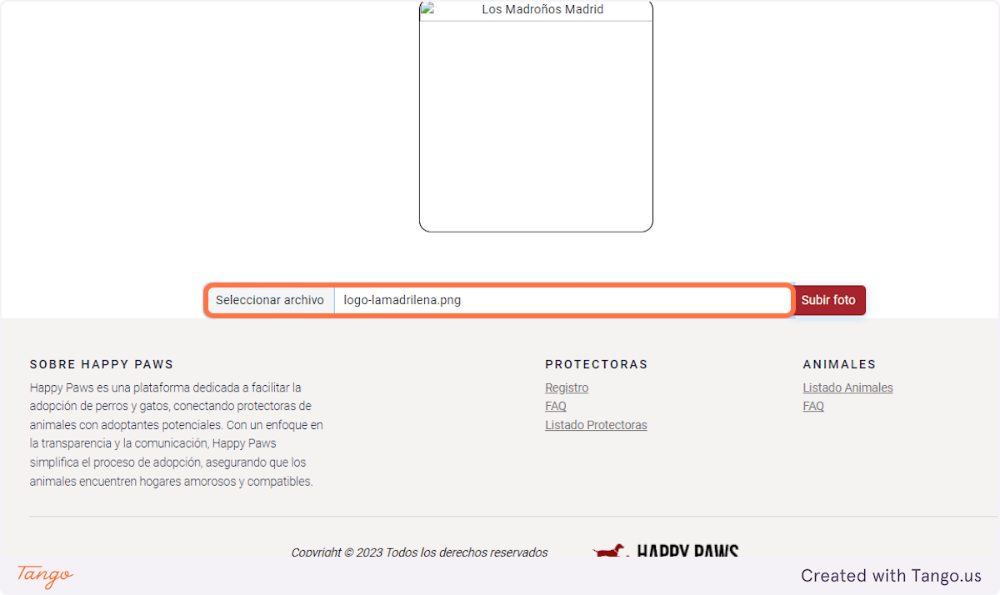 Los Madroños Madrid
Seleccionar archivo logo-lamadrilena.png Subir foto
SOBRE HAPPY PAWS
Happy Paws es una plataforma dedicada a facilitar la
adopción de perros y gatos, conectando protectoras de
animales con adoptantes potenciales. Con un enfoque en
la transparencia y la comunicación, Happy Paws
simplifica el proceso de adopción, asegurando que los
animales encuentren hogares amorosos y compatibles.
PROTECTORAS
Registro
FAQ
Listado Protectoras
ANIMALES
Listado Animales
FAQ
Copyright © 2023 Todos los derechos reservados
HAPPY PAWS
Tango
Created with Tango.us